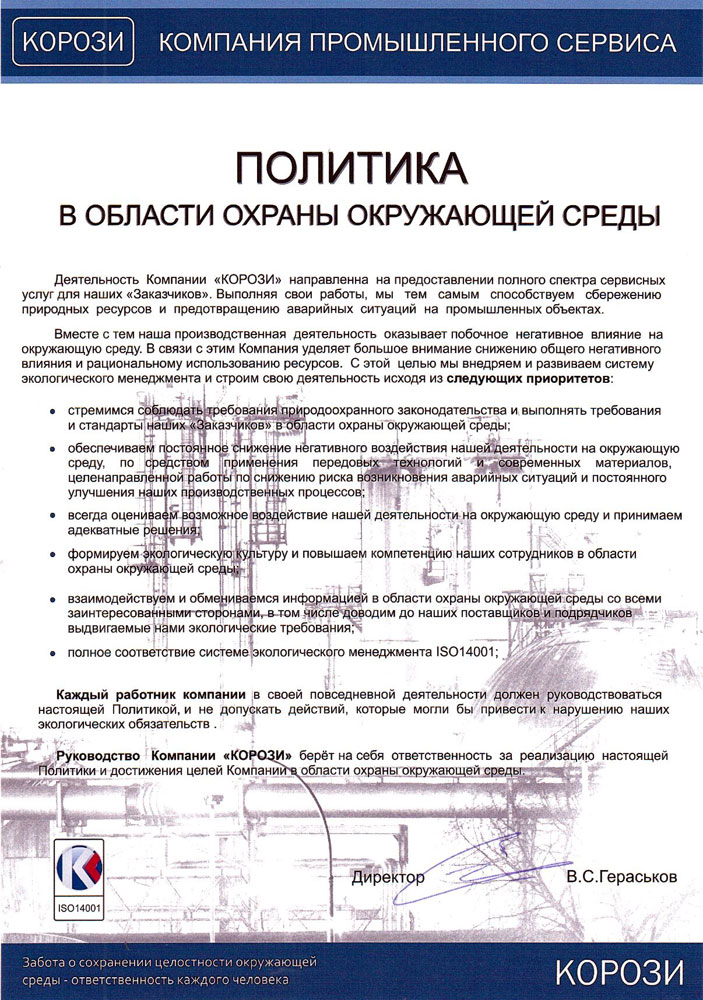 КОРОЗИ КОМПАНИЯ ПРОМЫШЛЕННОГО СЕРВИСА
ПОЛИТИКА
В ОБЛАСТИ ОХРАНЫ ОКРУЖАЮЩЕЙ СРЕДЫ
Деятельность Компании «КОРОЗИ» направленна на предоставлении полного спектра сервисных
услуг для наших «Заказчиков». Выполняя свои работы, мы тем самым способствуем сбережению
природных ресурсов и предотвращению аварийных ситуаций на промышленных объектах.
Вместе с тем наша производственная деятельность оказывает побочное негативное влияние на
окружающую среду. В связи с этим Компания уделяет большое внимание снижению общего негативного
влияния и рациональному использованию ресурсов. С этой целью мы внедряем и развиваем систему
экологического менеджмента и строим свою деятельность исходя из следующих приоритетов:
• стремимся соблюдать требования природоохранного законодательства и выполнять требования
и стандарты наших «Заказчиков» в области охраны окружающей среды;
• обеспечиваем постоянное снижение негативного воздействия нашей деятельности на окружающую
среду, по средством применения передовых технологий и современных материалов,
целенаправленной работы по снижению риска возникновения аварийных ситуаций и постоянного
улучшения наших производственных процессов;
• всегда оцениваем возможное воздействие нашей деятельности на окружающую среду и принимаем
адекватные решения;
• формируем экологическую культуру и повышаем компетенцию наших сотрудников в области
охраны окружающей среды;
• взаимодействуем и обмениваемся информацией в области охраны окружающей среды со всеми
заинтересованными сторонами, в том числе доводим до наших поставщиков и подрядчиков
выдвигаемые нами экологические требования;
• полное соответствие системе экологического менеджмента ISO14001;
Каждый работник компании в своей повседневной деятельности должен руководствоваться
настоящей Политикой, и не допускать действий, которые могли бы привести к нарушению наших
экологических обязательств .
Руководство Компании «КОРОЗИ» берёт на себя ответственность за реализацию настоящей
Политики и достижения целей Компании в области охраны окружающей среды.
ISO14001
Директор В.С.Гераськов
Забота о сохранении целостности окружающей
среды - ответственность каждого человека
КОРОЗИ